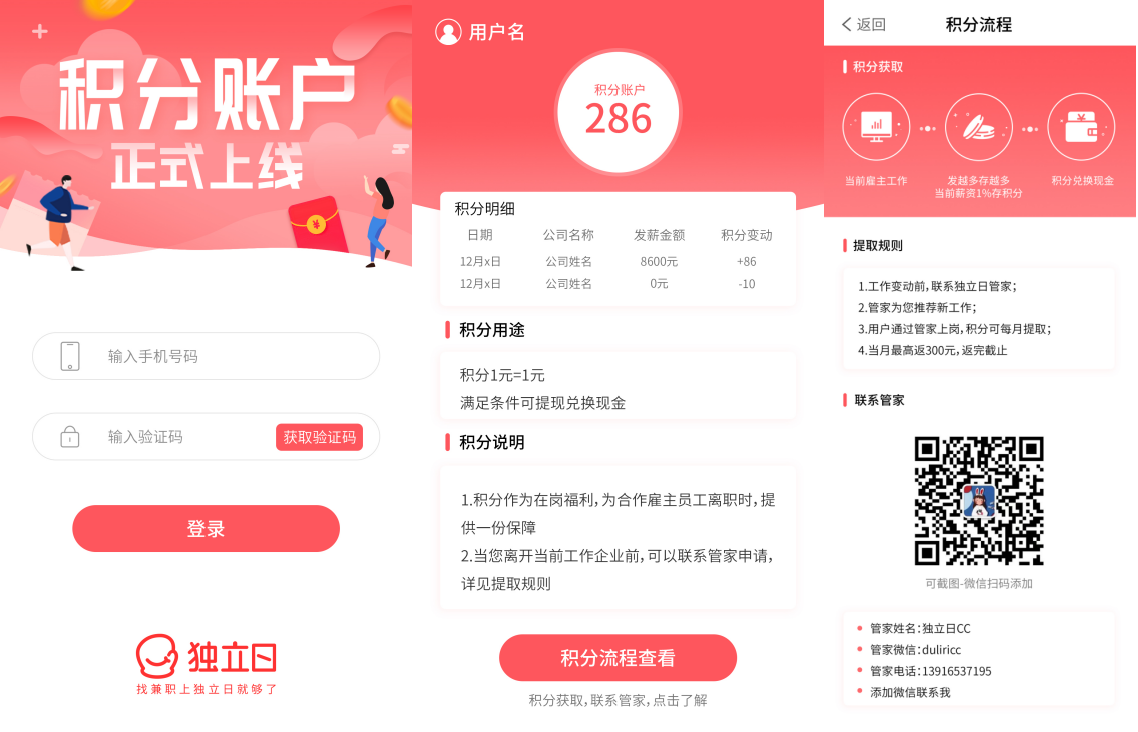 积分账户
正式上线
输入手机号码
输入验证码
获取验证码
登录
独立日
找兼职上独立日就够了
用户名
积分账户
286
积分明细
日期 公司名称 发薪金额 积分变动
12月x日 公司姓名 8600元 +86
12月x日 公司姓名 0元 -10
积分用途
积分1元=1元
满足条件可提现兑换现金
积分说明
1.积分作为在岗福利，为合作雇主员工离职时，提
供一份保障
2.当您离开当前工作企业前，可以联系管家申请，
详见提取规则
积分流程查看
积分获取，联系管家，点击了解
返回
积分流程
积分获取
当前雇主工作
发越多存越多
当前薪资1%存积分
积分兑换现金
提取规则
1.工作变动前，联系独立日管家；
2.管家为您推荐新工作；
3.用户通过管家上岗，积分可每月提取；
4.当月最高返300元，返完截止
联系管家
可截图-微信扫码添加
管家姓名：独立日CC
管家微信：duliricc
管家电话：13916537195
添加微信联系我